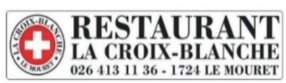 LA CROIX-BLANCHE
LE MOURET
RESTAURANT
LA CROIX-BLANCHE
026 413 11 36 - 1724 LE MOURET